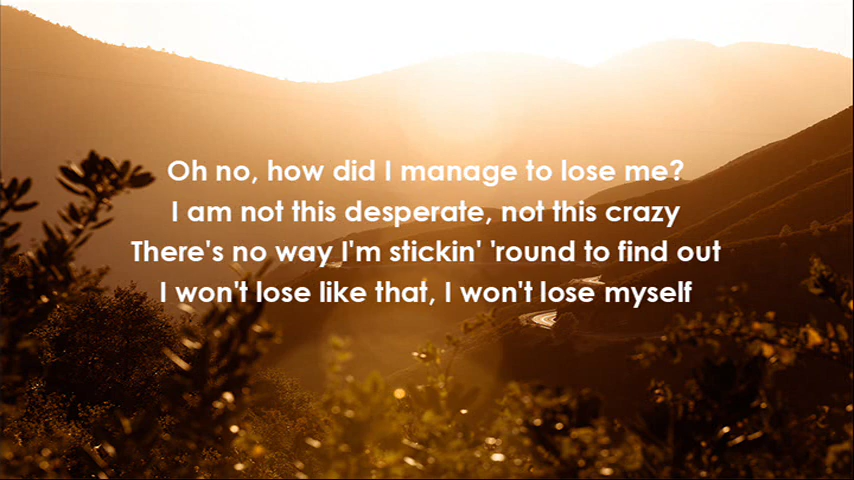 Oh no, how did I manage to lose me?
I am not this desperate, not this crazy
There's no way I'm stickin' 'round to find out
I won't lose like that, I won't lose myself